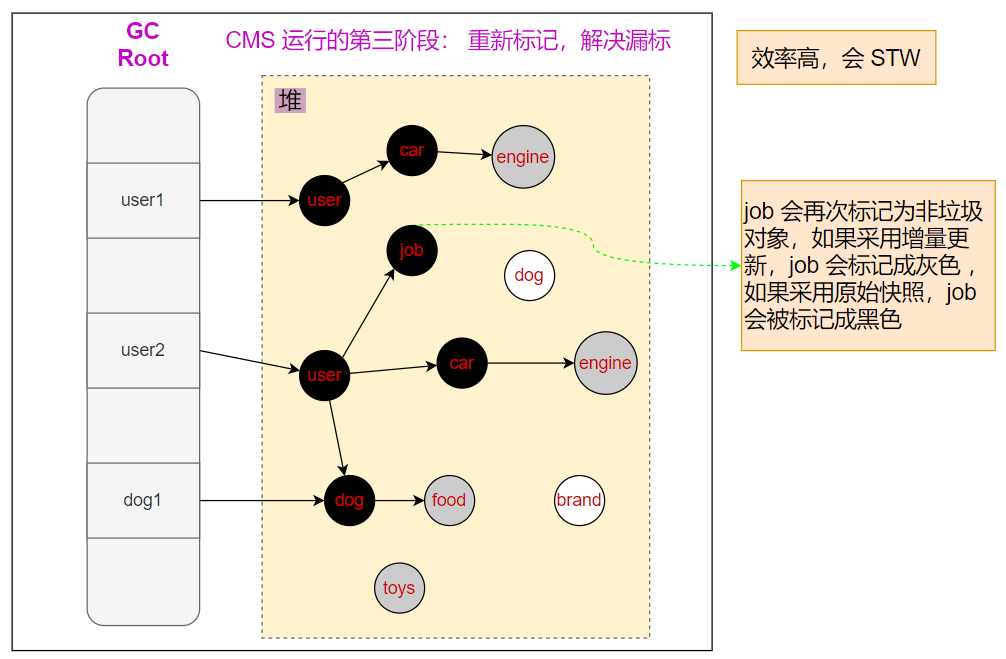 GC
Root
CMS 运行的第三阶段： 重新标记，解决漏标
效率高，会 STW
堆
car
engine
user1
user
job
dog
job 会再次标记为非垃圾
对象，如果采用增量更
新，job 会标记成灰色，
如果采用原始快照，job
会被标记成黑色
user2
user
car
engine
dog1
dog
food
brand
toys